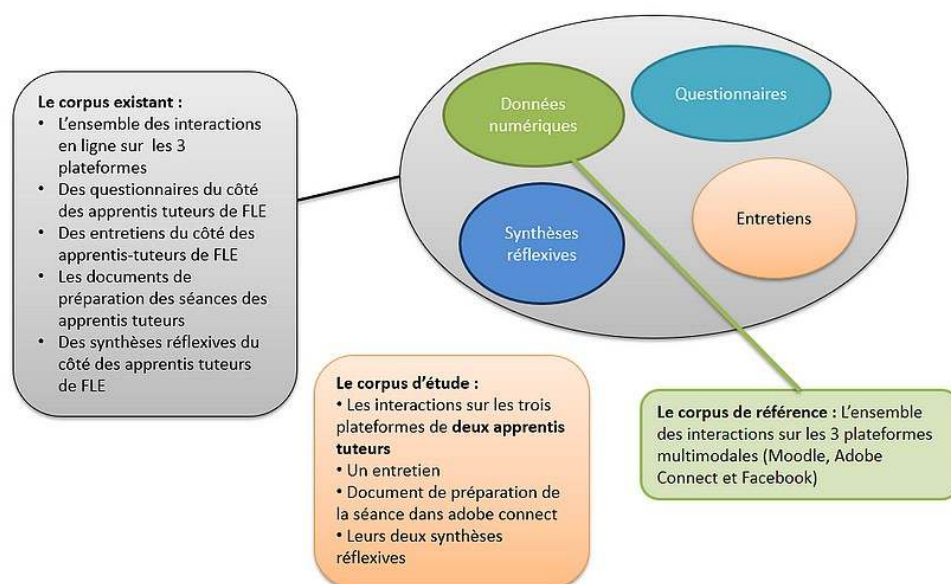 Le corpus existant :
• L'ensemble des interactions
en ligne sur les 3
plateformes
• Des questionnaires du côté
des apprentis tuteurs de FLE
• Des entretiens du côté des
apprentis-tuteurs de FLE
• Les documents de
préparation des séances des
apprentis tuteurs
• Des synthèses réflexives du
côté des apprentis tuteurs
de FLE
Données
numériques
Questionnaires
Synthèses
réflexives
Entretiens
Le corpus d'étude :
• Les interactions sur les trois
plateformes de deux apprentis
tuteurs
• Un entretien
• Document de préparation de
la séance dans adobe connect
• Leurs deux synthèses
réflexives
Le corpus de référence : L'ensemble
des interactions sur les 3 plateformes
multimodales (Moodle, Adobe
Connect et Facebook)